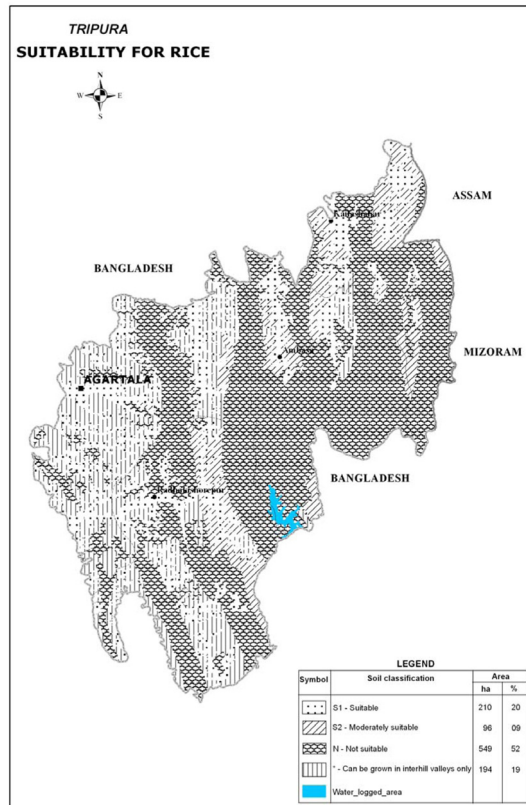 TRIPURA
SUITABILITY FOR RICE
N
W E
S
ASSAM
Kailashahar
BANGLADESH
MIZORAM
Ambasa
AGARTALA
BANGLADESH
Radhakishorepur
LEGEND
Symbol Soil classification Area
ha %
S1 - Suitable 210 20
S2 - Moderately suitable 96 09
N - Not suitable 549 52
* - Can be grown in interhill valleys only 194 19
Water_logged_area